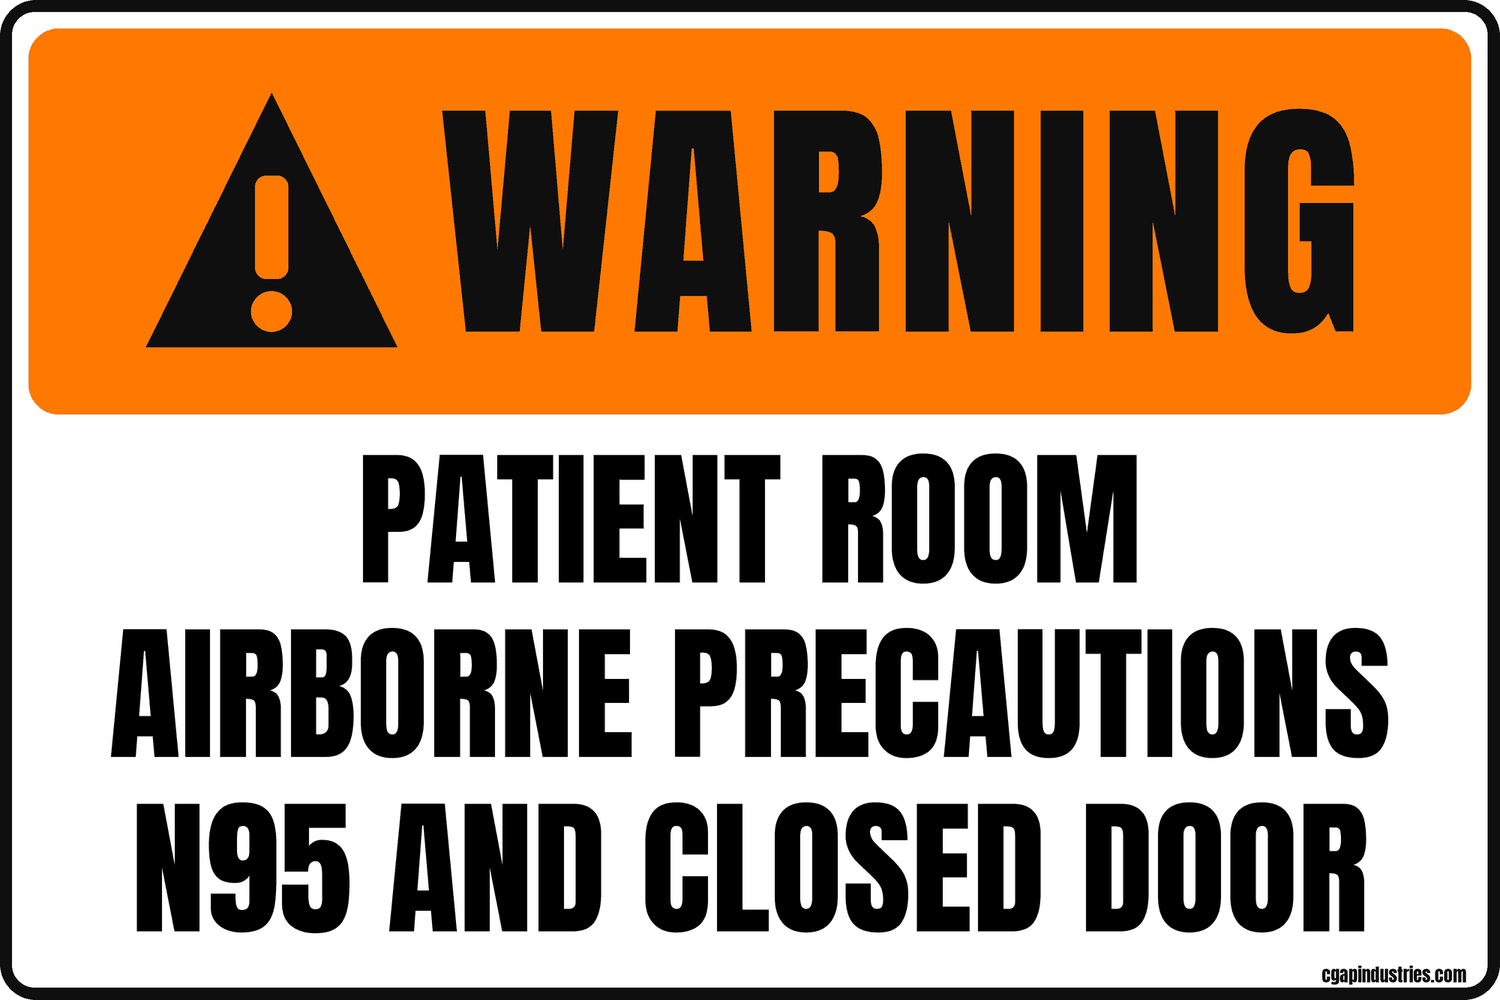 WARNING
PATIENT ROOM
AIRBORNE PRECAUTIONS
N95 AND CLOSED DOOR
cgapindustries.com